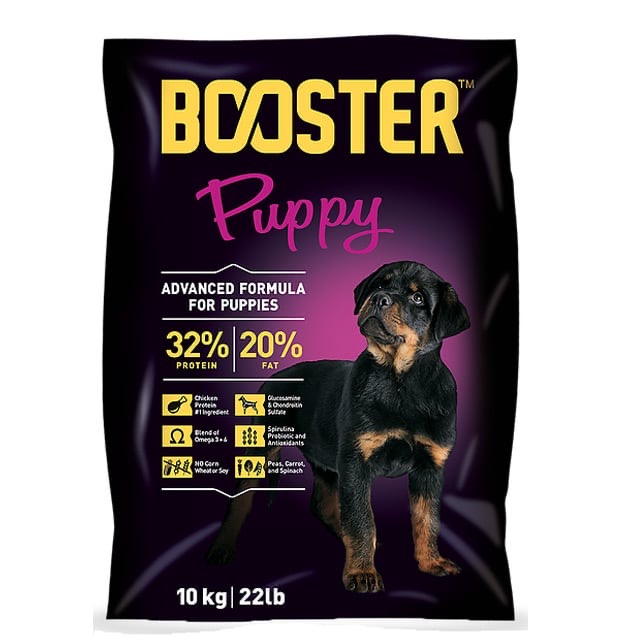 BOOSTER™
Puppy
ADVANCED FORMULA
FOR PUPPIES
32% 20%
PROTEIN FAT
Chicken
Protein
#1 Ingredient
Glucosamine
& Chondroitin
Sulfate
Blend of
Omega 3+6
Spirulina
Probiotic and
Antioxidants
NO Corn
Wheat or Soy
Peas, Carrot,
and Spinach
10 kg | 22lb